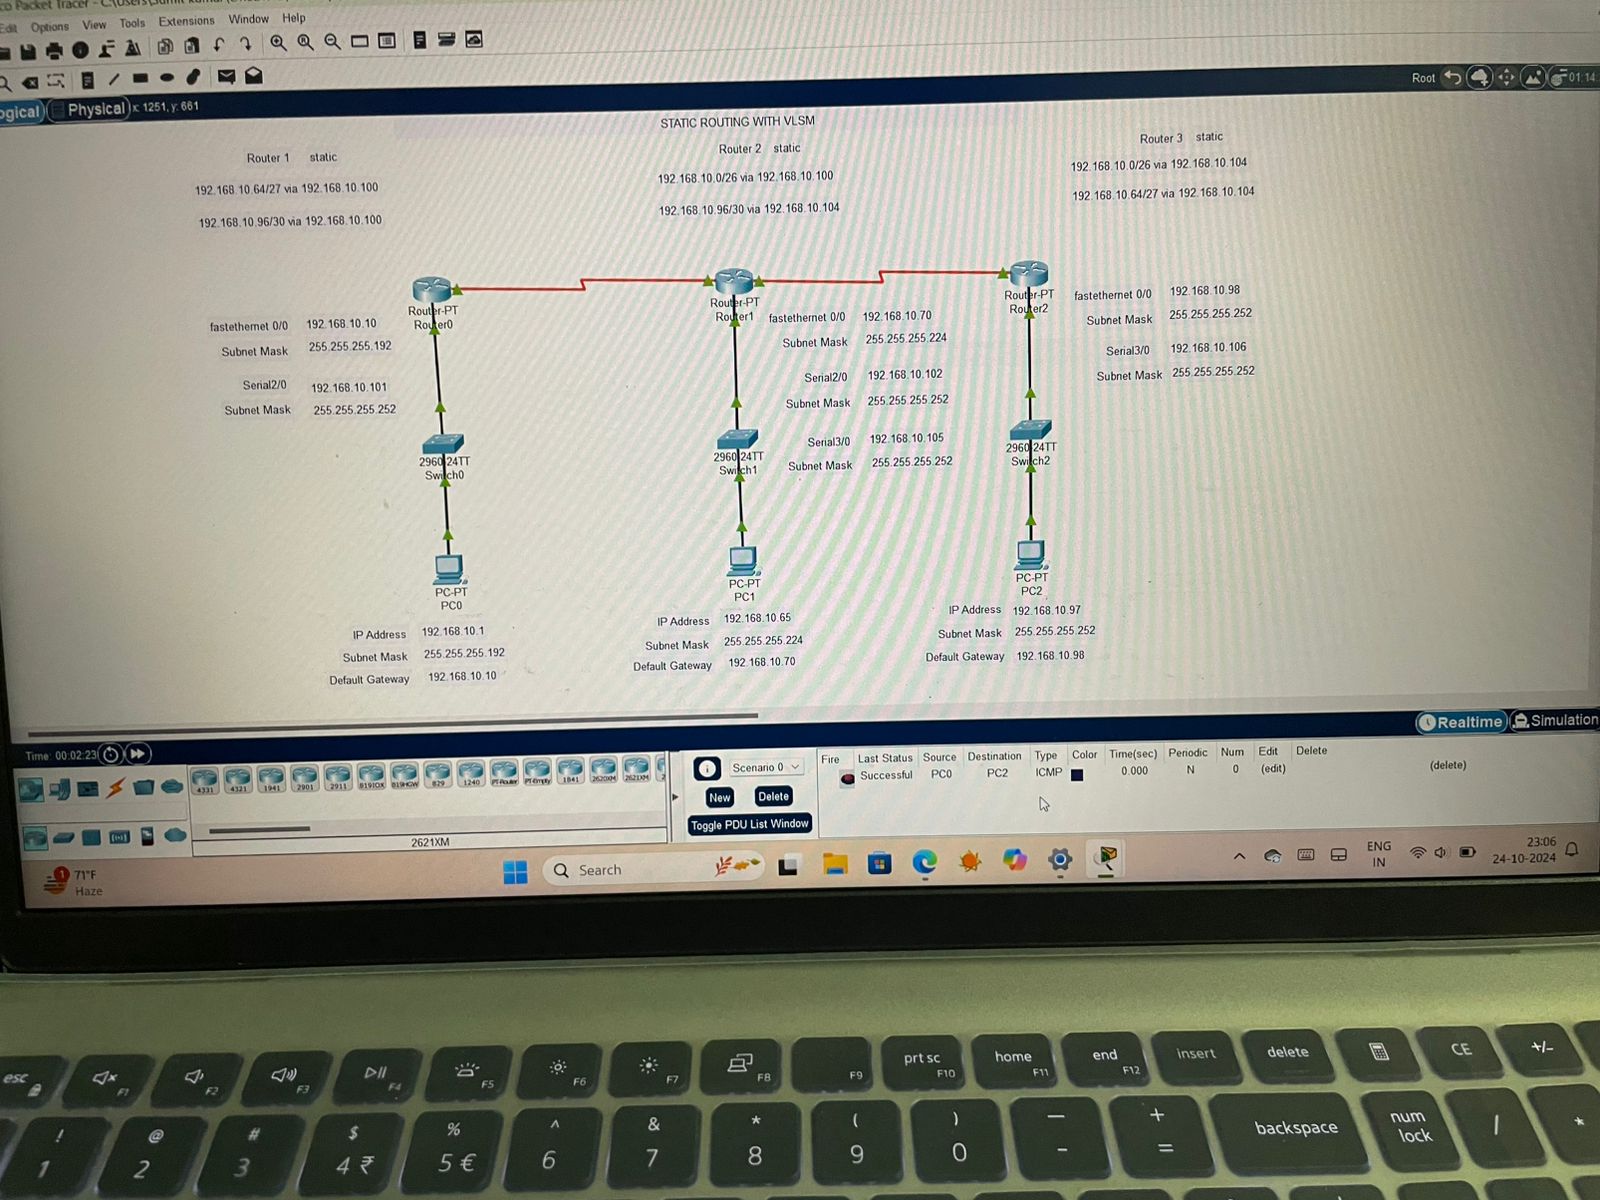 co Packet Tracer - C:\Users\Sumit kumar\
Edit Options View Tools Extensions Window Help
Root 01:14
ogical Physical x: 1251, y: 661
STATIC ROUTING WITH VLSM
Router 1 static
192.168.10.64/27 via 192.168.10.100
192.168.10.96/30 via 192.168.10.100
Router 2 static
192.168.10.0/26 via 192.168.10.100
192.168.10.96/30 via 192.168.10.104
Router 3 static
192.168.10.0/26 via 192.168.10.104
192.168.10.64/27 via 192.168.10.104
Router-PT
Router0
fastethernet 0/0 192.168.10.10
Subnet Mask 255.255.255.192
Serial2/0 192.168.10.101
Subnet Mask 255.255.255.252
2960 24TT
Switch0
PC-PT
PC0
IP Address 192.168.10.1
Subnet Mask 255.255.255.192
Default Gateway 192.168.10.10
Router-PT
Router1
fastethernet 0/0 192.168.10.70
Subnet Mask 255.255.255.224
Serial2/0 192.168.10.102
Subnet Mask 255.255.255.252
Serial3/0 192.168.10.105
Subnet Mask 255.255.255.252
2960 24TT
Switch1
PC-PT
PC1
IP Address 192.168.10.65
Subnet Mask 255.255.255.224
Default Gateway 192.168.10.70
Router-PT
Router2
fastethernet 0/0 192.168.10.98
Subnet Mask 255.255.255.252
Serial3/0 192.168.10.106
Subnet Mask 255.255.255.252
2960 24TT
Switch2
PC-PT
PC2
IP Address 192.168.10.97
Subnet Mask 255.255.255.252
Default Gateway 192.168.10.98
Realtime Simulation
Time: 00:02:23
4331 4321 1941 2901 2911 819IOX 819HGW 829 1240 PT-Router PT-Empty 1841 2620XM 2621XM 2
2621XM
Scenario 0
New Delete
Toggle PDU List Window
Fire Last Status Source Destination Type Color Time(sec) Periodic Num Edit Delete
Successful PC0 PC2 ICMP 0.000 N 0 (edit) (delete)
1 71°F
Haze
Search
ENG
IN
23:06
24-10-2024
esc F1 F2 F3 F4 F5 F6 F7 F8 F9 prt sc F10 home F11 end F12 insert delete CE +/-
! 1 @ 2 # 3 $ 4 ₹ % 5 € ^ 6 & 7 * 8 ( 9 ) 0 _ - + = backspace num lock / *